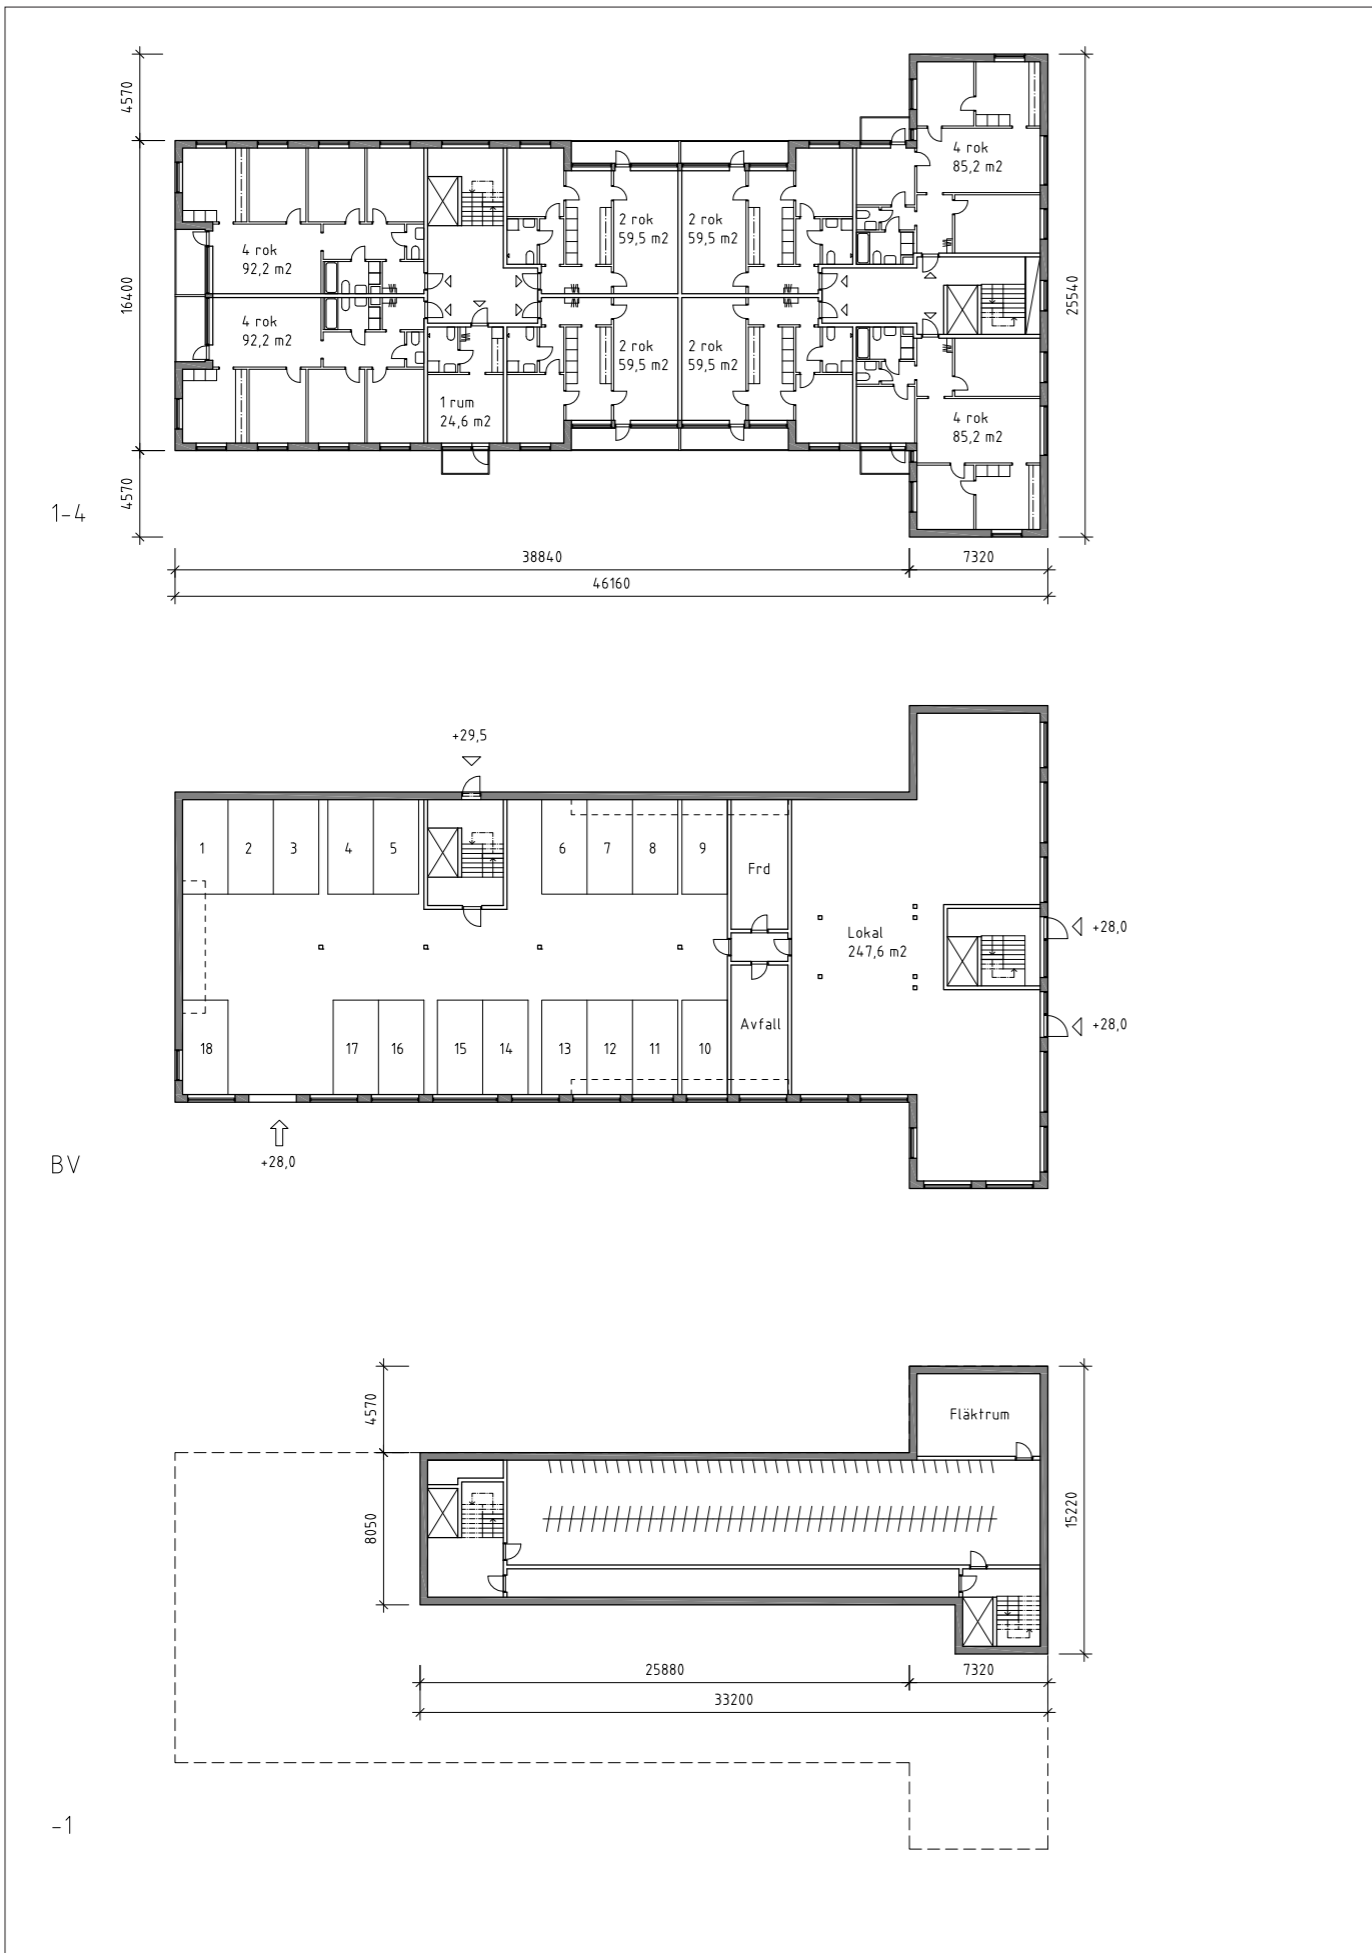 4570
16400
4570
25540
4 rok
85,2 m2
4 rok
92,2 m2
2 rok
59,5 m2
2 rok
59,5 m2
4 rok
92,2 m2
2 rok
59,5 m2
2 rok
59,5 m2
1 rum
24,6 m2
4 rok
85,2 m2
1-4
38840
7320
46160
+29,5
1
2
3
4
5
6
7
8
9
Frd
Lokal
247,6 m2
+28,0
Avfall
+28,0
18
17
16
15
14
13
12
11
10
+28,0
BV
4570
8050
Fläktrum
15220
25880
7320
33200
-1